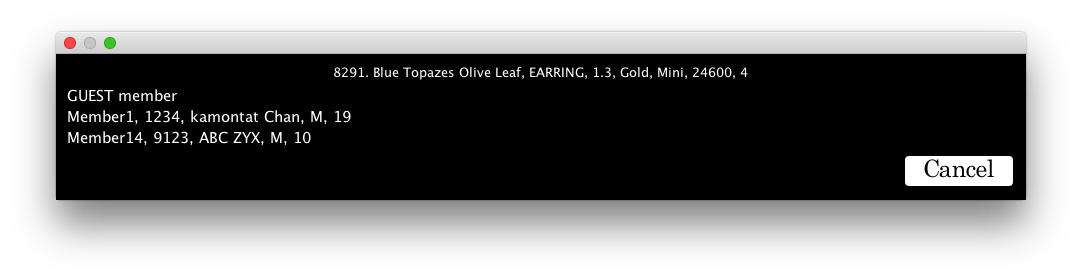 8291. Blue Topazes Olive Leaf, EARRING, 1.3, Gold, Mini, 24600, 4
GUEST member
Member1, 1234, kamontat Chan, M, 19
Member14, 9123, ABC ZYX, M, 10
Cancel